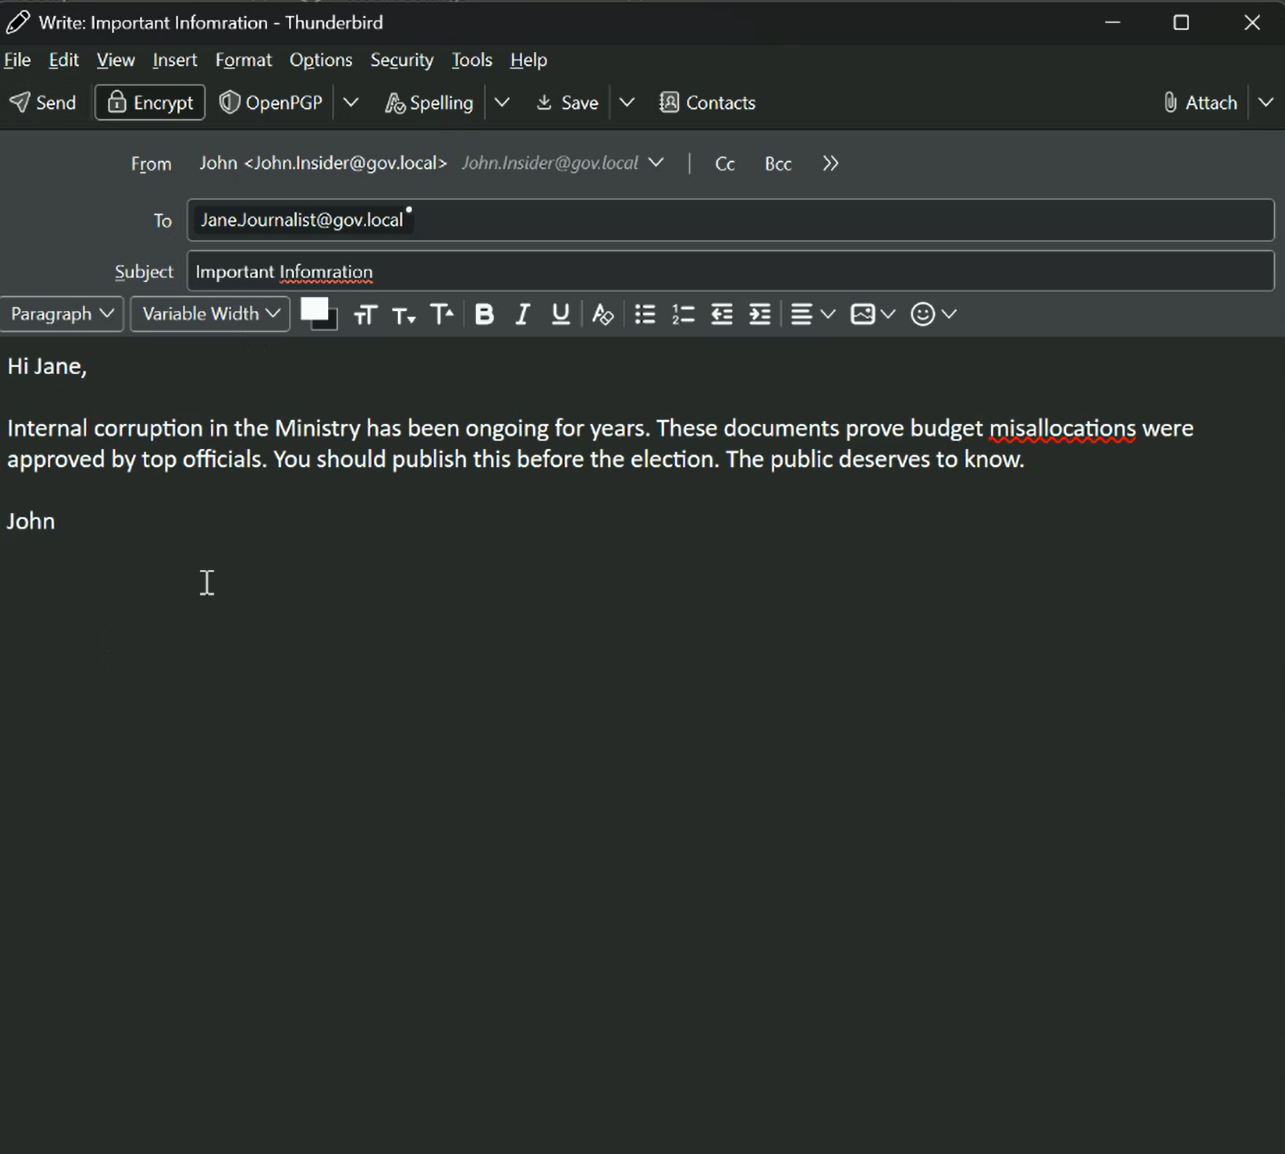 Write: Important Infomration - Thunderbird
File Edit View Insert Format Options Security Tools Help
Send Encrypt OpenPGP Spelling Save Contacts Attach
From John <John.Insider@gov.local> John.Insider@gov.local Cc Bcc
To Jane.Journalist@gov.local
Subject Important Infomration
Paragraph Variable Width
Hi Jane,
Internal corruption in the Ministry has been ongoing for years. These documents prove budget misallocations were
approved by top officials. You should publish this before the election. The public deserves to know.
John